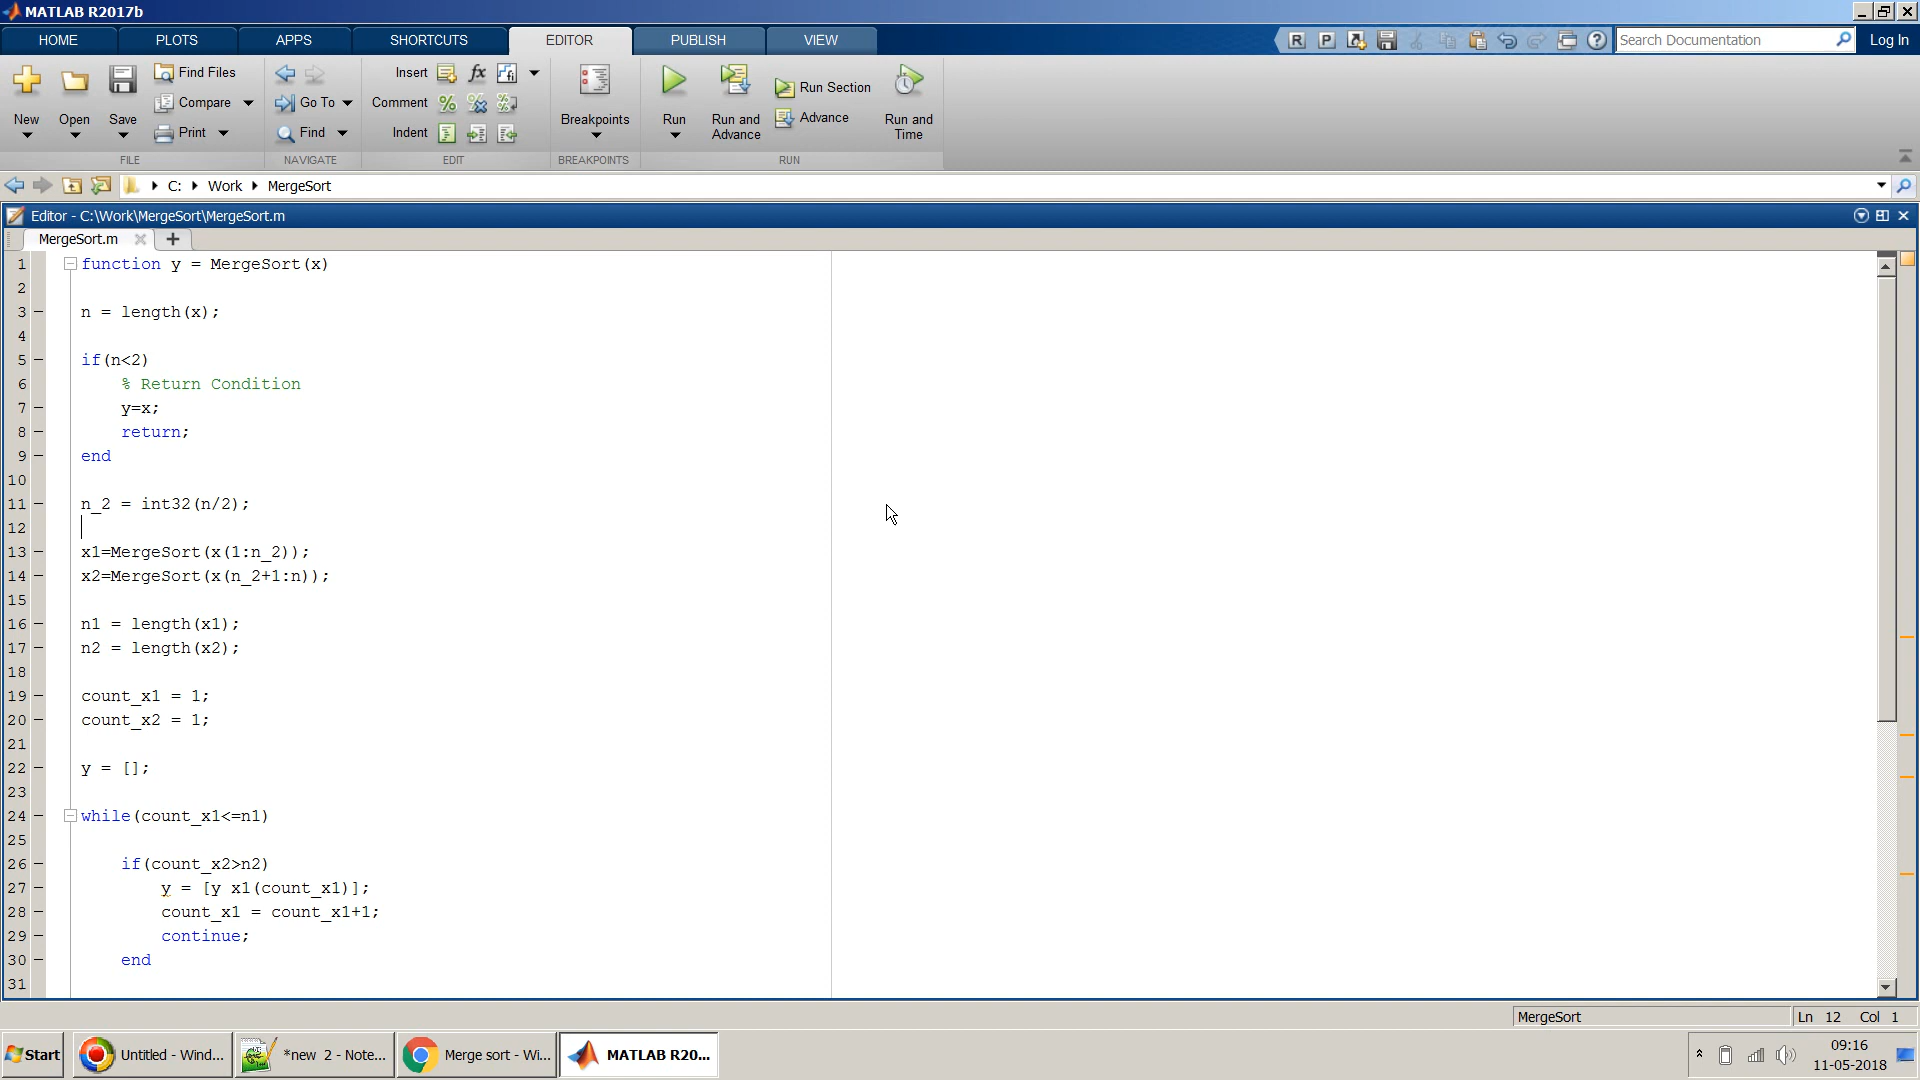 MATLAB R2017b
HOME PLOTS APPS SHORTCUTS EDITOR PUBLISH VIEW Search Documentation Log In
New Open Save Find Files Compare Print
Go To Find
Insert fx Comment Indent
Breakpoints
Run Run and Advance Run Section Advance Run and Time
FILE NAVIGATE EDIT BREAKPOINTS RUN
C: Work MergeSort
Editor - C:\Work\MergeSort\MergeSort.m
MergeSort.m
1 function y = MergeSort(x)
2
3 n = length(x);
4
5 if(n<2)
6 % Return Condition
7 y=x;
8 return;
9 end
10
11 n_2 = int32(n/2);
12
13 x1=MergeSort(x(1:n_2));
14 x2=MergeSort(x(n_2+1:n));
15
16 n1 = length(x1);
17 n2 = length(x2);
18
19 count_x1 = 1;
20 count_x2 = 1;
21
22 y = [];
23
24 while(count_x1<=n1)
25
26 if(count_x2>n2)
27 y = [y x1(count_x1)];
28 count_x1 = count_x1+1;
29 continue;
30 end
31
MergeSort Ln 12 Col 1
Start Untitled - Wind... *new 2 - Note... Merge sort - Wi... MATLAB R20... 09:16
11-05-2018